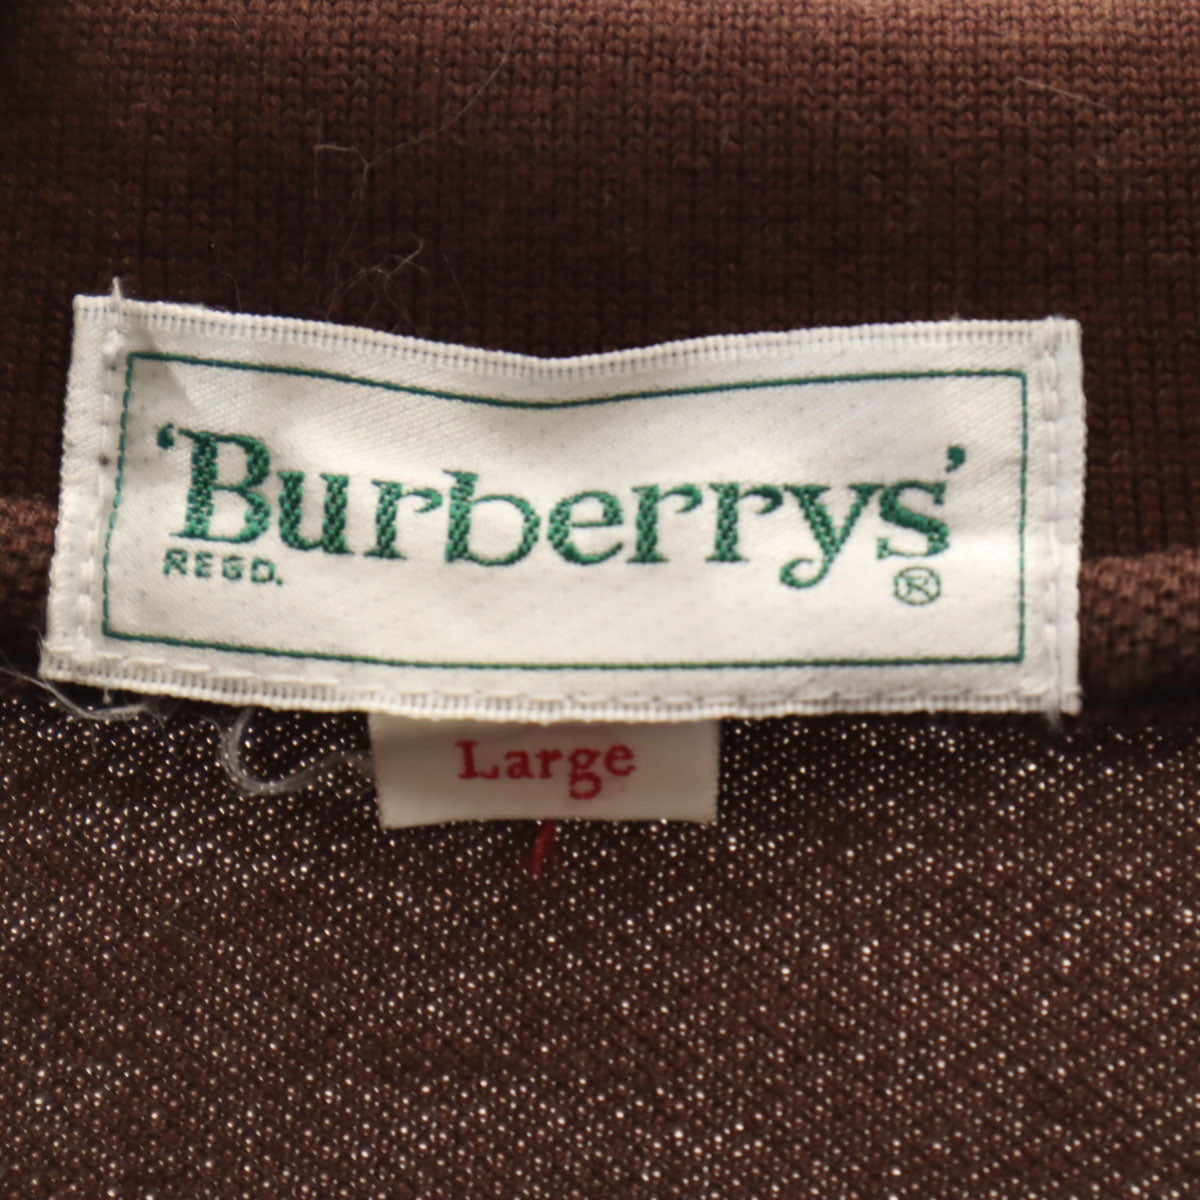 ‘Burberrys’
REGD. ®
Large